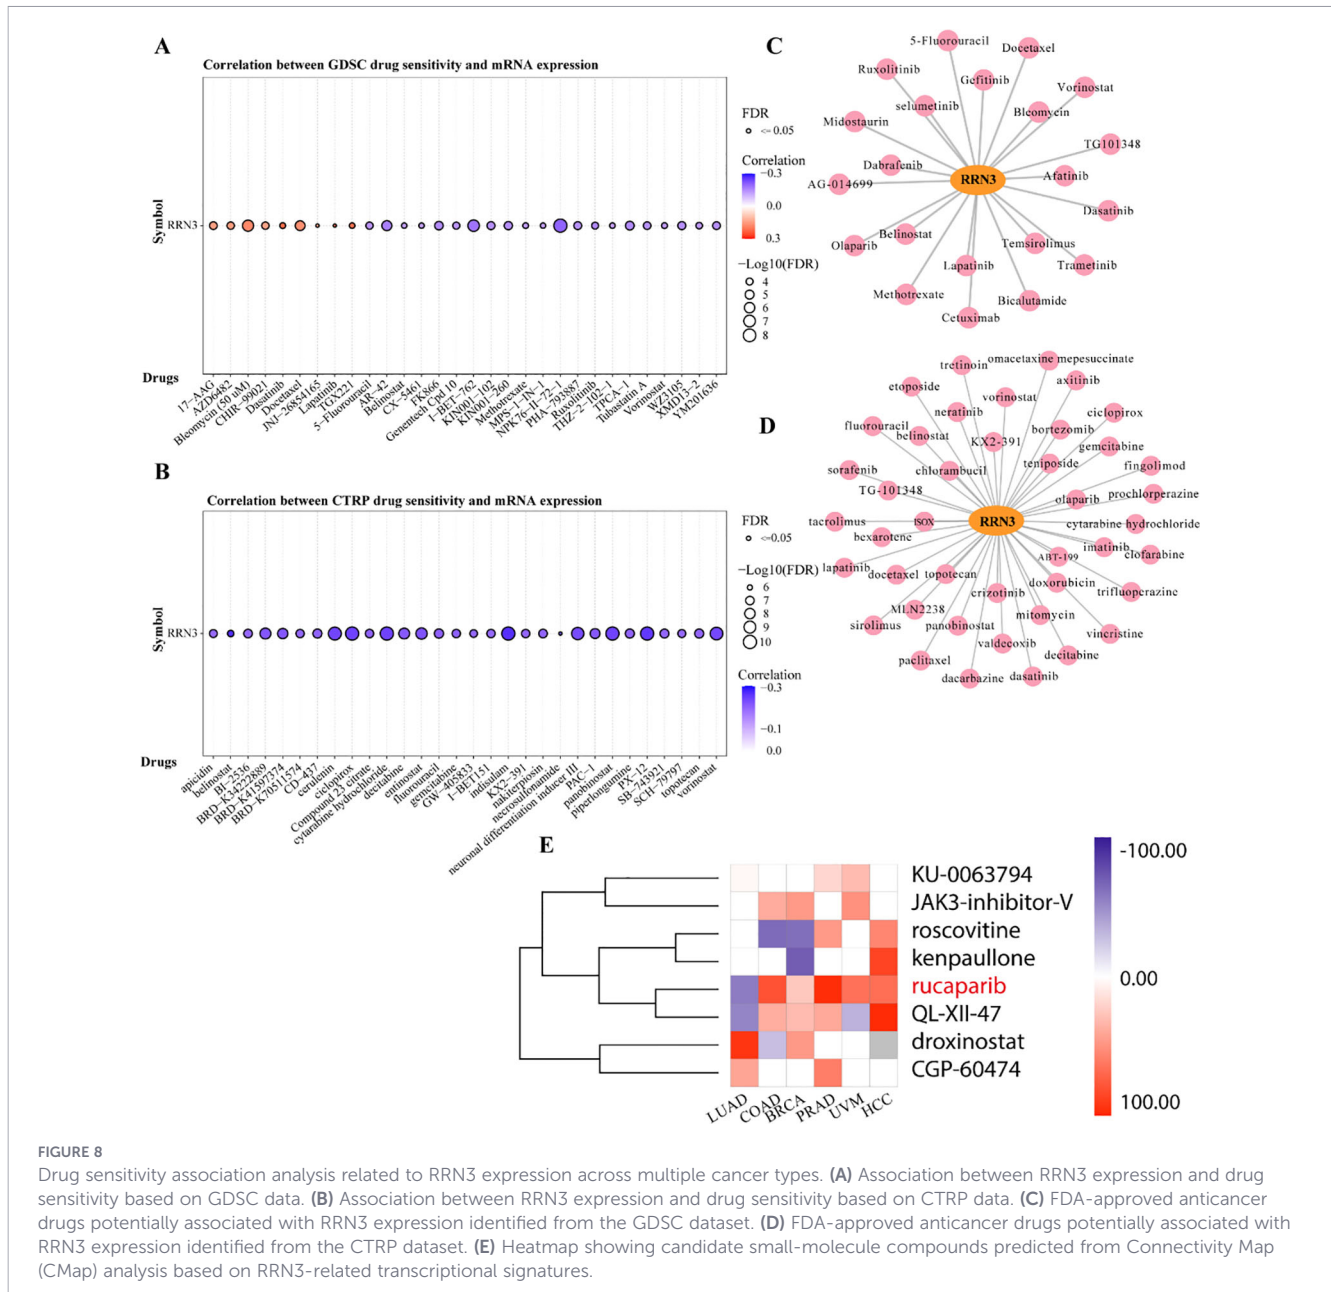 A
Correlation between GDSC drug sensitivity and mRNA expression
Symbol
RRN3
Drugs
17-AAG
AZD6482
Bleomycin (50 uM)
CHIR-99021
Dasatinib
Docetaxel
JNJ-26854165
Lapatinib
TGX221
5-Fluorouracil
AR-42
Belinostat
CX-5461
FK866
Genentech Cpd 10
I-BET-762
KIN001-102
KIN001-260
Methotrexate
MPS-1-IN-1
NPK76-II-72-1
PHA-793887
Ruxolitinib
THZ-2-102-1
TPCA-1
Tubastatin A
Vorinostat
WZ3105
XMD13-2
YM201636
FDR
<= 0.05
Correlation
-0.3
0.0
0.3
-Log10(FDR)
4
5
6
7
8
B
Correlation between CTRP drug sensitivity and mRNA expression
Symbol
RRN3
Drugs
apicidin
belinostat
BI-2536
BRD-K34222889
BRD-K41597374
BRD-K70511574
CD-437
cerulenin
ciclopirox
Compound 23 citrate
cytarabine hydrochloride
decitabine
entinostat
fluorouracil
gemcitabine
GW-405833
I-BET151
indisulam
KX2-391
nakiterpiosin
necrosulfonamide
neuronal differentiation inducer III
PAC-1
panobinostat
piperlongumine
PX-12
SB-743921
SCH-79797
topotecan
vorinostat
FDR
<=0.05
-Log10(FDR)
6
7
8
9
10
Correlation
-0.3
-0.1
0.0
C
5-Fluorouracil
Docetaxel
Ruxolitinib
Gefitinib
Vorinostat
selumetinib
Bleomycin
Midostaurin
TG101348
Dabrafenib
Afatinib
AG-014699
RRN3
Dasatinib
Belinostat
Olaparib
Temsirolimus
Lapatinib
Trametinib
Methotrexate
Bicalutamide
Cetuximab
D
omacetaxine mepesuccinate
tretinoin
axitinib
etoposide
vorinostat
neratinib
ciclopirox
fluorouracil
belinostat
bortezomib
KX2-391
gemcitabine
sorafenib
chlorambucil
teniposide
fingolimod
TG-101348
olaparib
prochlorperazine
tacrolimus
ISOX
RRN3
cytarabine hydrochloride
bexarotene
imatinib
clofarabine
ABT-199
lapatinib
docetaxel
topotecan
doxorubicin
crizotinib
trifluoperazine
MLN2238
mitomycin
sirolimus
panobinostat
vincristine
valdecoxib
decitabine
paclitaxel
dacarbazine
dasatinib
E
KU-0063794
JAK3-inhibitor-V
roscovitine
kenpaullone
rucaparib
QL-XII-47
droxinostat
CGP-60474
LUAD
COAD
BRCA
PRAD
UVM
HCC
-100.00
0.00
100.00
FIGURE 8
Drug sensitivity association analysis related to RRN3 expression across multiple cancer types. (A) Association between RRN3 expression and drug
sensitivity based on GDSC data. (B) Association between RRN3 expression and drug sensitivity based on CTRP data. (C) FDA-approved anticancer
drugs potentially associated with RRN3 expression identified from the GDSC dataset. (D) FDA-approved anticancer drugs potentially associated with
RRN3 expression identified from the CTRP dataset. (E) Heatmap showing candidate small-molecule compounds predicted from Connectivity Map
(CMap) analysis based on RRN3-related transcriptional signatures.